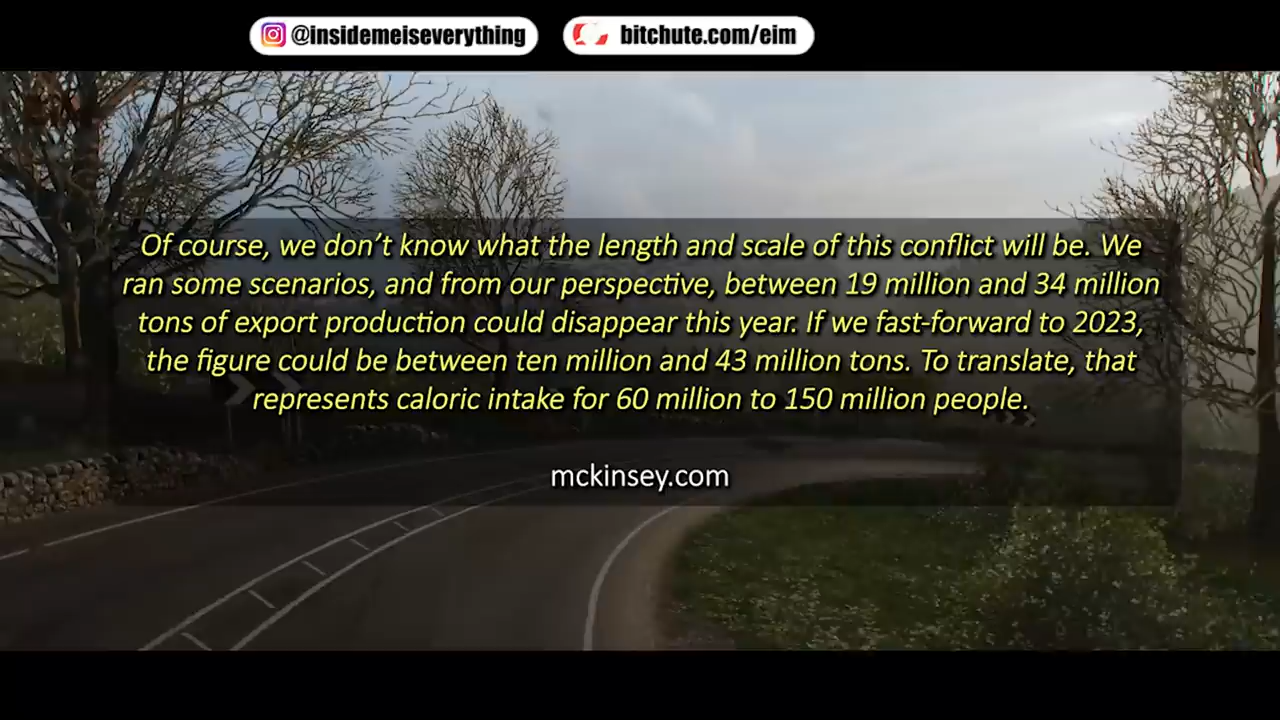 @insidemeiseverything
bitchute.com/eim
Of course, we don’t know what the length and scale of this conflict will be. We
ran some scenarios, and from our perspective, between 19 million and 34 million
tons of export production could disappear this year. If we fast-forward to 2023,
the figure could be between ten million and 43 million tons. To translate, that
represents caloric intake for 60 million to 150 million people.
mckinsey.com